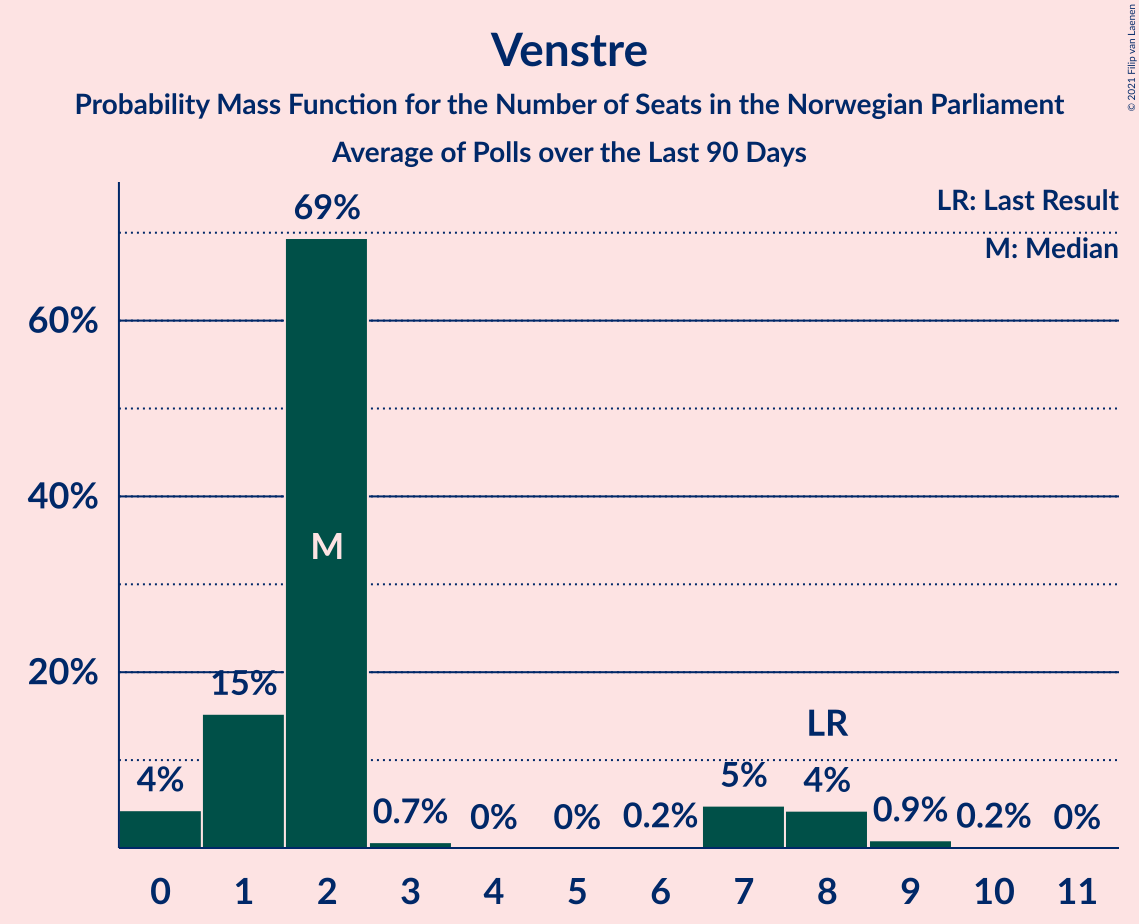 Venstre
Probability Mass Function for the Number of Seats in the Norwegian Parliament
Average of Polls over the Last 90 Days
© 2021 Filip van Laenen
LR: Last Result
M: Median
60%
40%
20%
4%
15%
69%
M
0.7%
0%
0%
0.2%
5%
LR
4%
0.9%
0.2%
0%
0 1 2 3 4 5 6 7 8 9 10 11